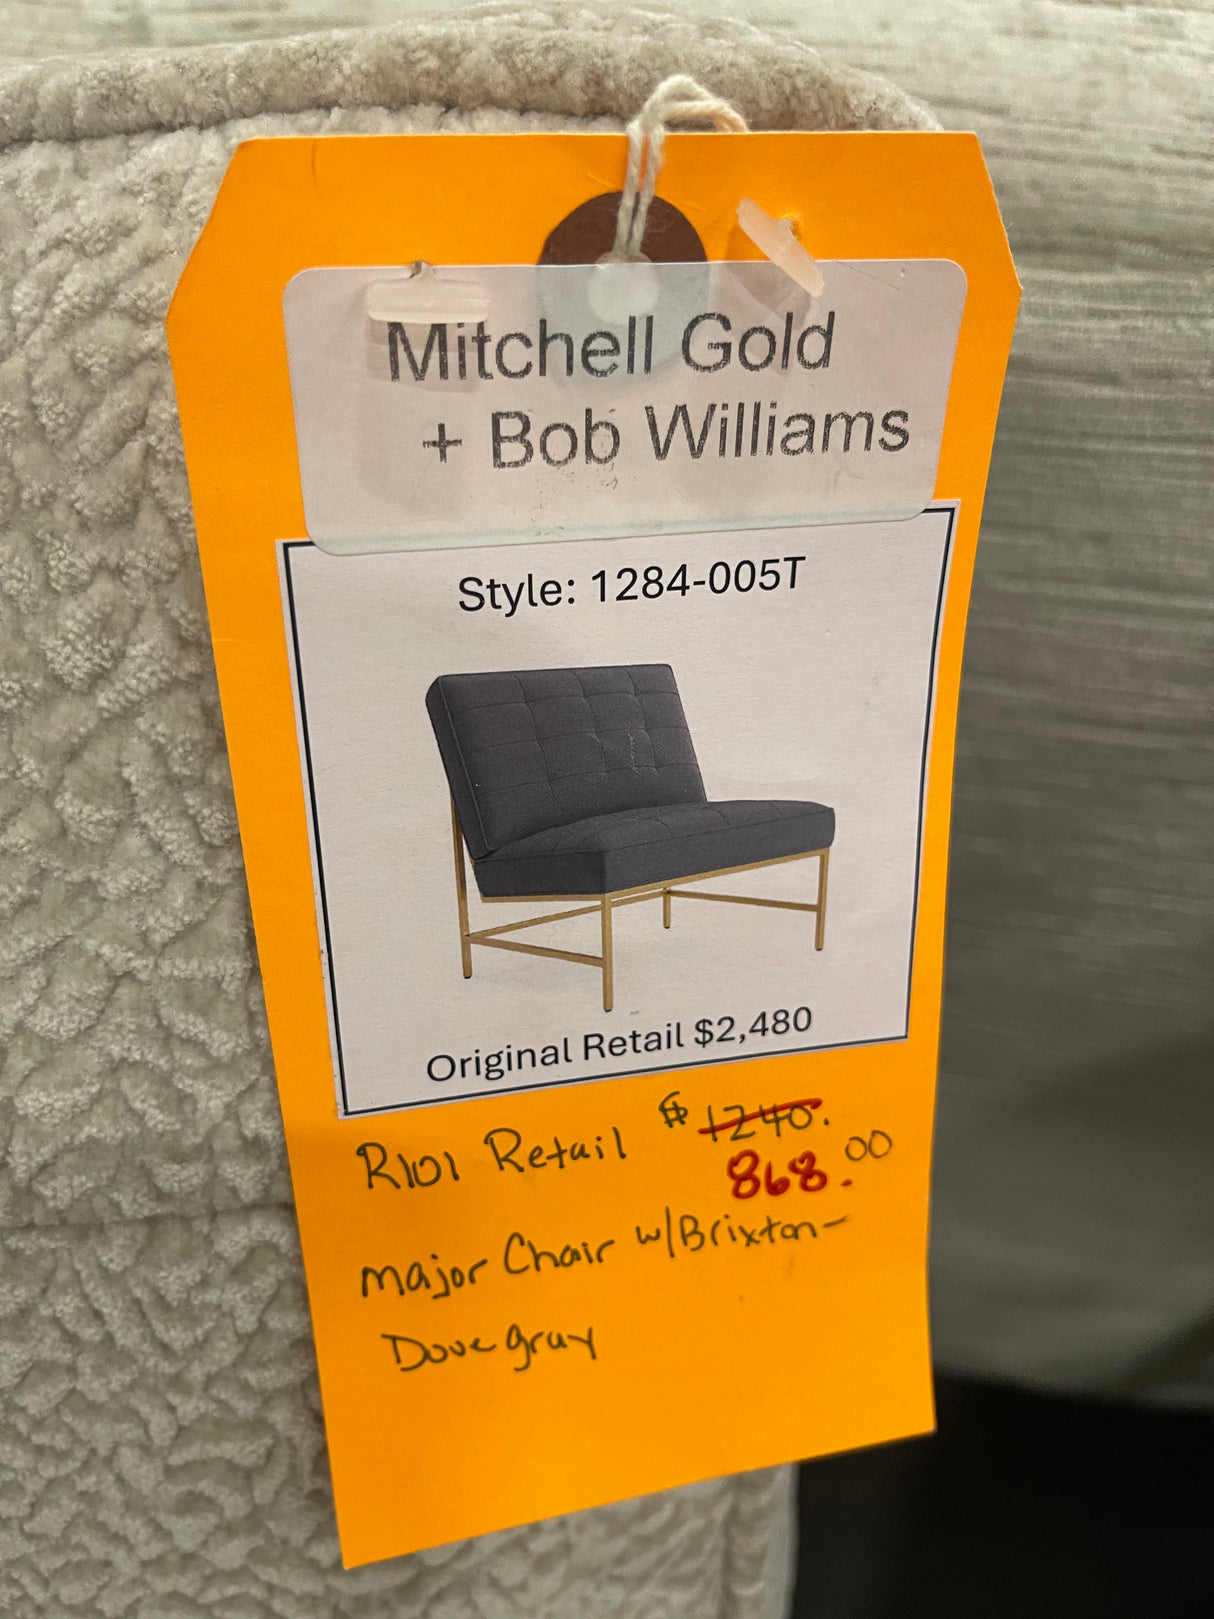 Mitchell Gold
+ Bob Williams
Style: 1284-005T
Original Retail $2,480
R101 Retail $1240.
868.00
Major Chair w/Brixton-
Dove gray